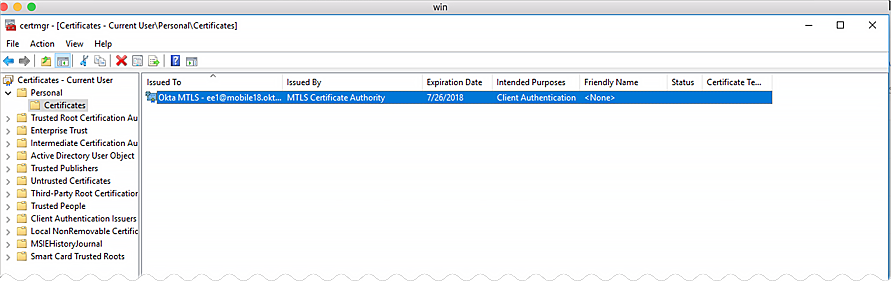 win
certmgr - [Certificates - Current User\Personal\Certificates]
File Action View Help
Certificates - Current User
Personal
Certificates
Trusted Root Certification Au
Enterprise Trust
Intermediate Certification Au
Active Directory User Object
Trusted Publishers
Untrusted Certificates
Third-Party Root Certification
Trusted People
Client Authentication Issuers
Local NonRemovable Certific
MSIEHistoryJournal
Smart Card Trusted Roots
Issued To Issued By Expiration Date Intended Purposes Friendly Name Status Certificate Te...
Okta MTLS - ee1@mobile18.okt... MTLS Certificate Authority 7/26/2018 Client Authentication <None>